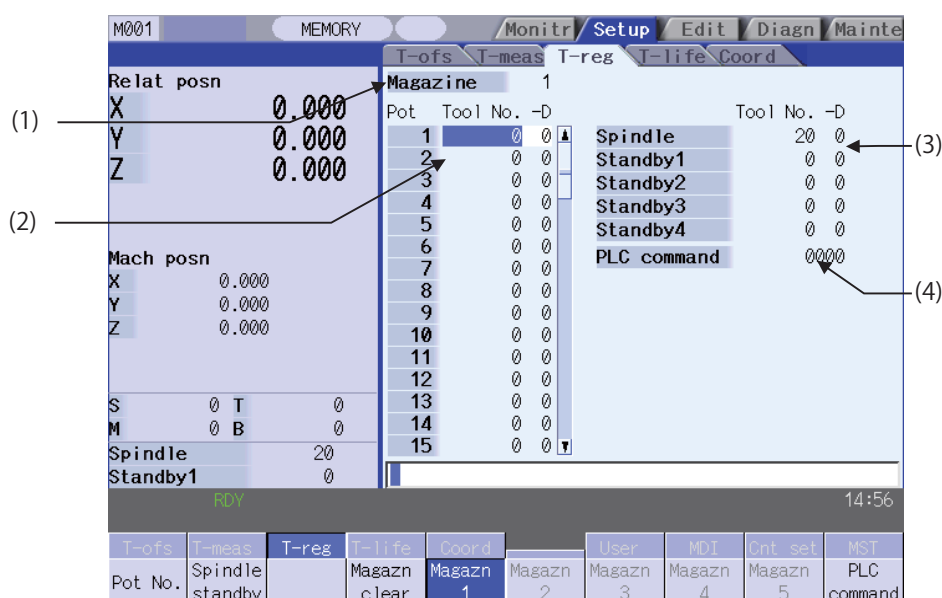 M001 MEMORY Monitr Setup Edit Diagn Mainte
T-ofs T-meas T-reg T-life Coord
Relat posn
X 0.000
Y 0.000
Z 0.000
Mach posn
X 0.000
Y 0.000
Z 0.000
S 0 T 0
M 0 B 0
Spindle 20
Standby1 0
Magazine 1
Pot Tool No. -D
1 0 0
2 0 0
3 0 0
4 0 0
5 0 0
6 0 0
7 0 0
8 0 0
9 0 0
10 0 0
11 0 0
12 0 0
13 0 0
14 0 0
15 0 0
Tool No. -D
Spindle 20 0
Standby1 0 0
Standby2 0 0
Standby3 0 0
Standby4 0 0
PLC command 0000
(1)
(2)
(3)
(4)
RDY 14:56
T-ofs T-meas T-reg T-life Coord User MDI Cnt set MST
Pot No. Spindle standby Magazn clear Magazn 1 Magazn 2 Magazn 3 Magazn 4 Magazn 5 PLC command